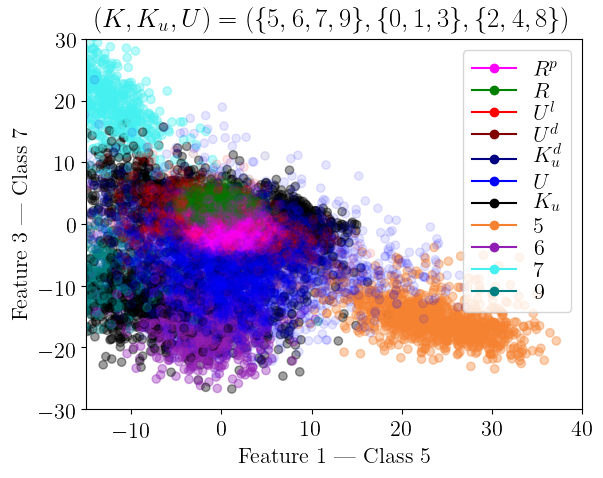 (K, K_u, U) = ({5, 6, 7, 9}, {0, 1, 3}, {2, 4, 8})
30
20
10
0
−10
−20
−30
Feature 3 — Class 7
−10
0
10
20
30
40
Feature 1 — Class 5
R^p
R
U^l
U^d
K_u^d
U
K_u
5
6
7
9